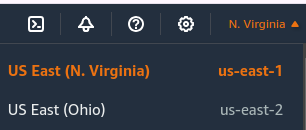 N. Virginia
US East (N. Virginia) us-east-1
US East (Ohio) us-east-2